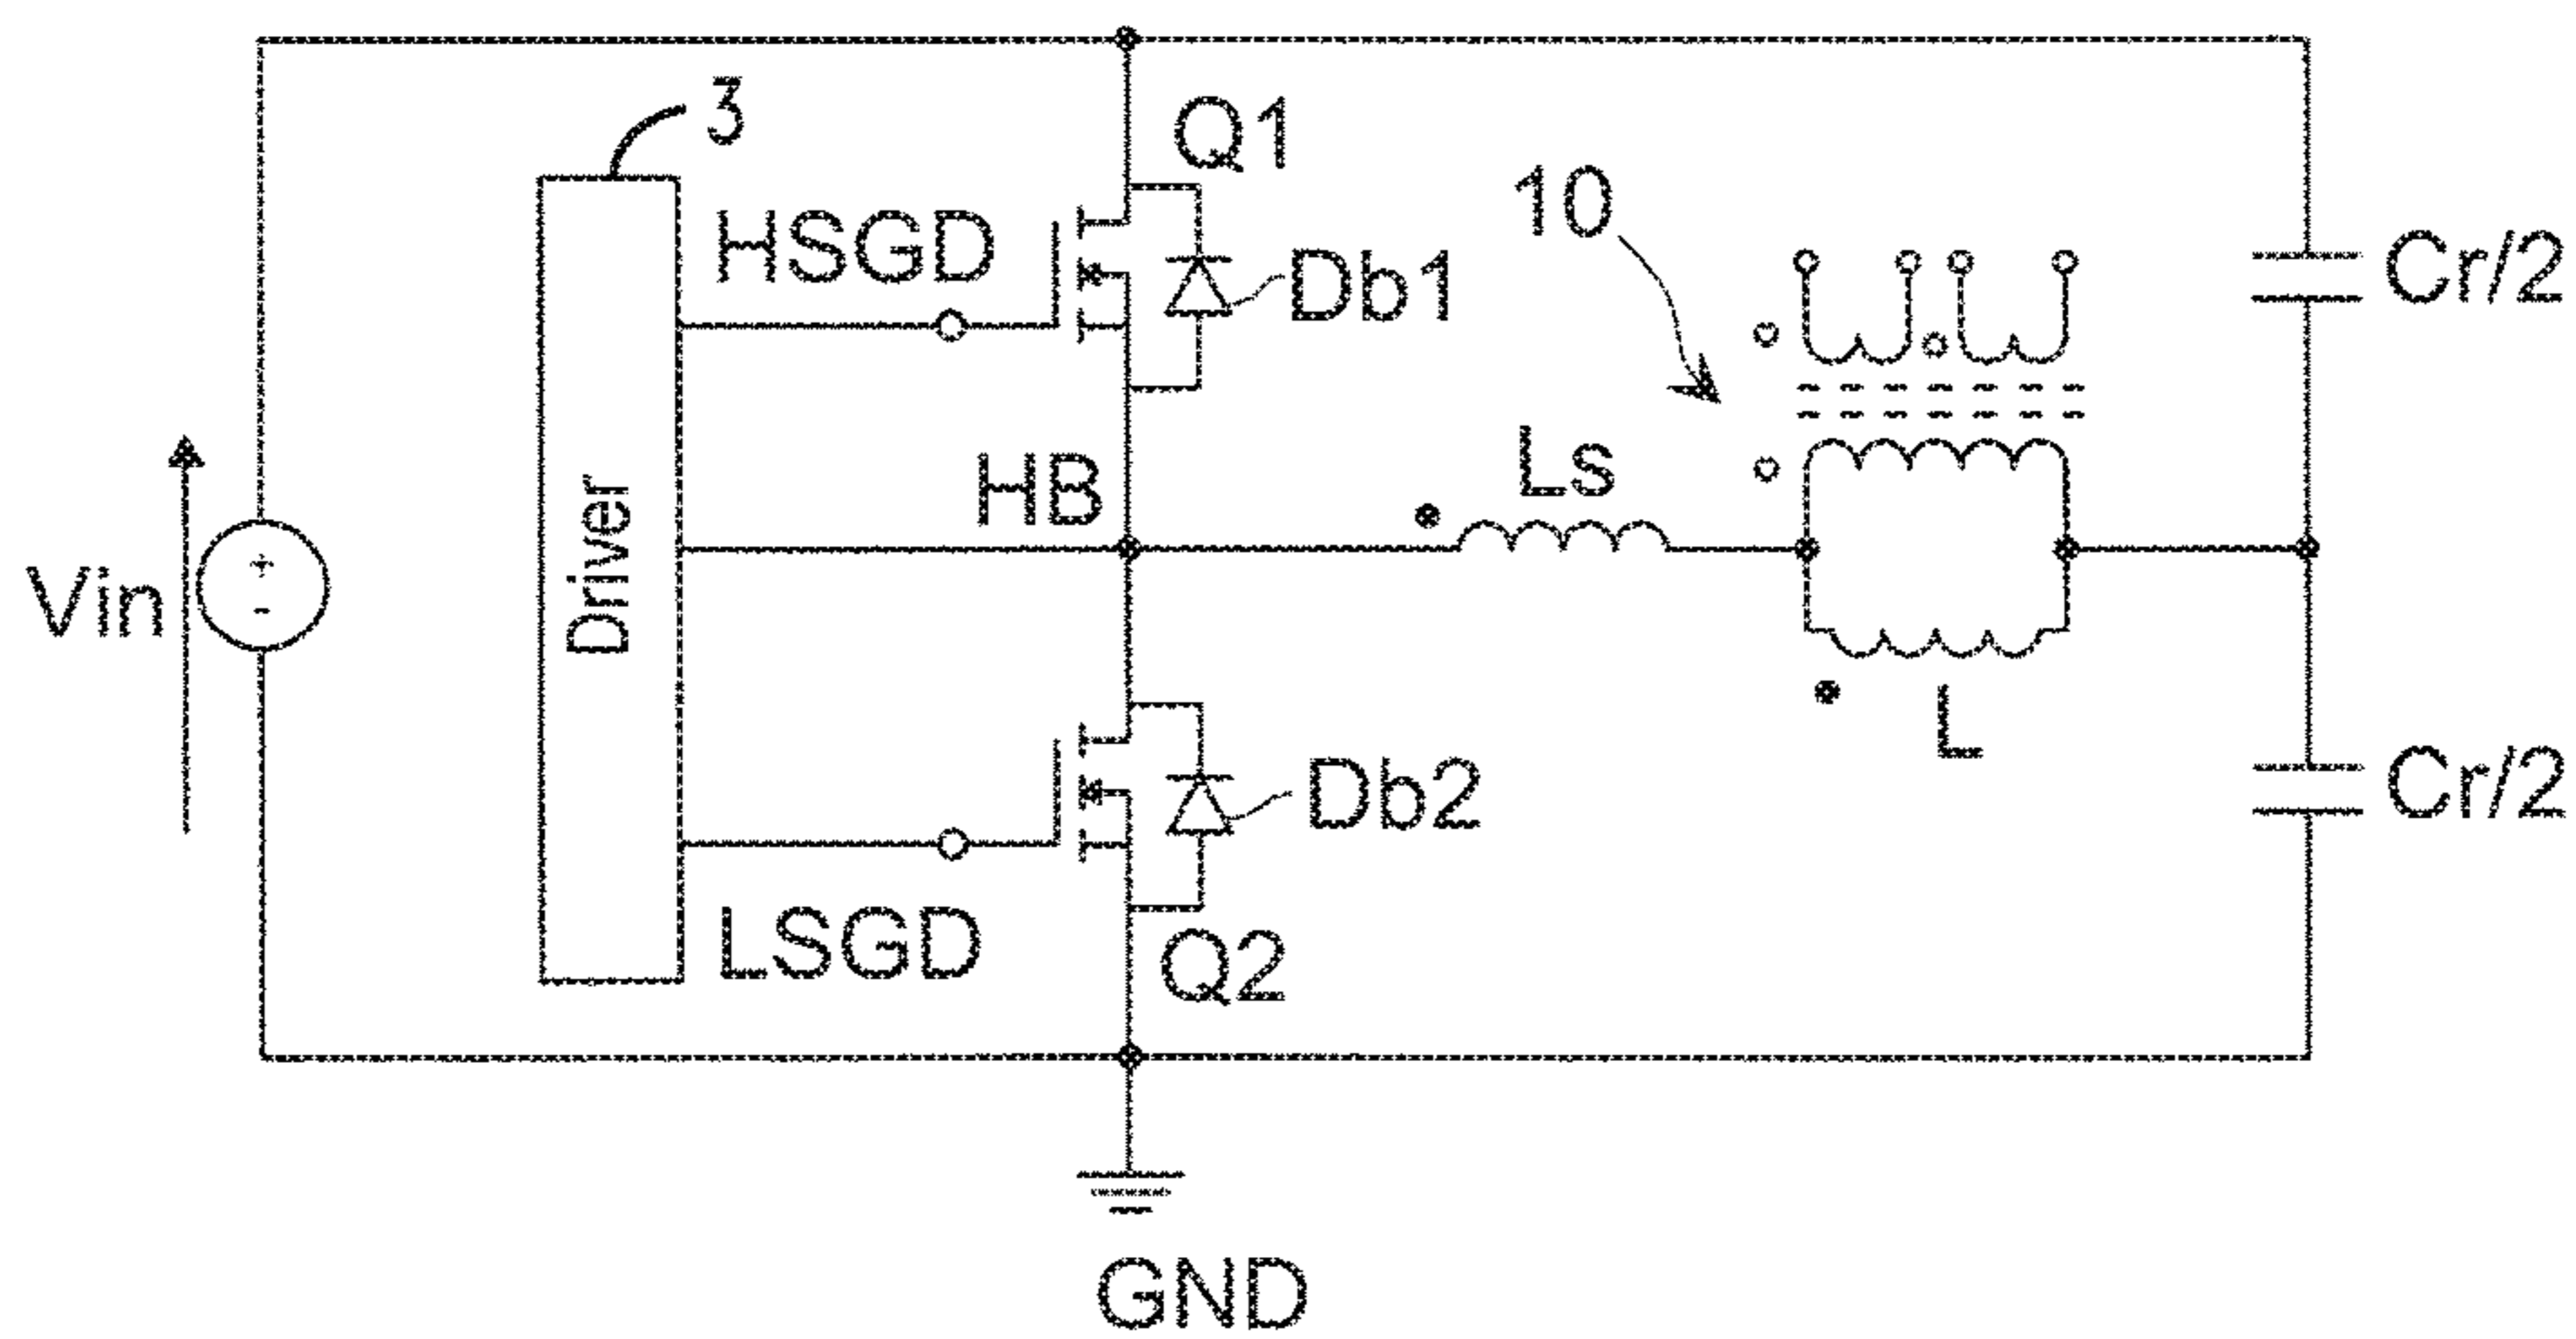 3
Q1
HSGD
Db1
10
Cr/2
HB
Ls
Vin
+
-
Driver
L
Db2
Cr/2
LSGD
Q2
GND